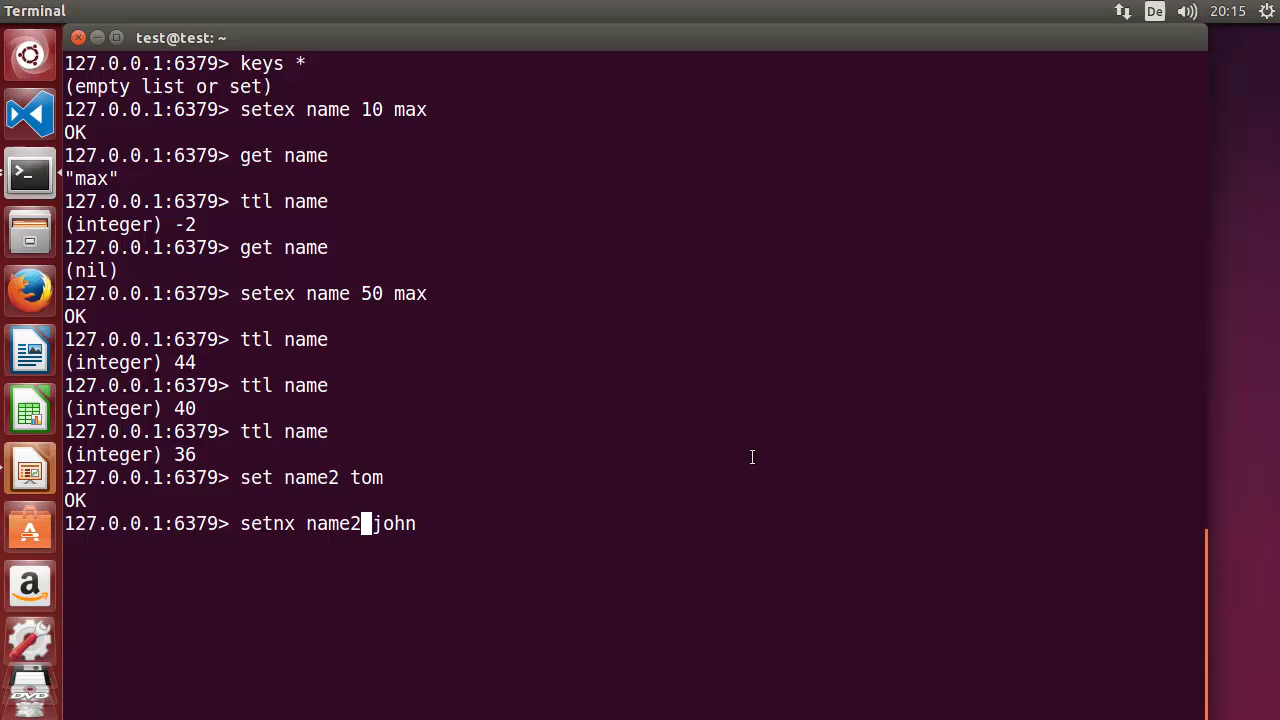 Terminal
De
20:15
test@test: ~
127.0.0.1:6379> keys *
(empty list or set)
127.0.0.1:6379> setex name 10 max
OK
127.0.0.1:6379> get name
"max"
127.0.0.1:6379> ttl name
(integer) -2
127.0.0.1:6379> get name
(nil)
127.0.0.1:6379> setex name 50 max
OK
127.0.0.1:6379> ttl name
(integer) 44
127.0.0.1:6379> ttl name
(integer) 40
127.0.0.1:6379> ttl name
(integer) 36
127.0.0.1:6379> set name2 tom
OK
127.0.0.1:6379> setnx name2 john
>_
A
a
DVD